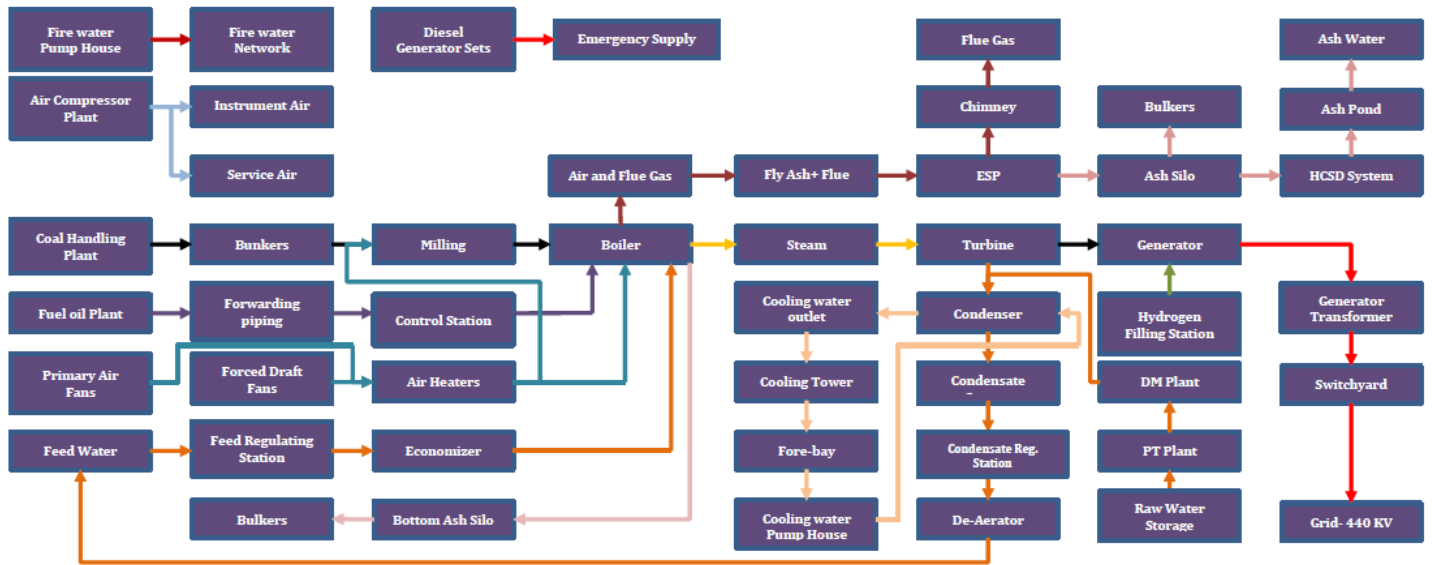 Fire water
Pump House
Fire water
Network
Diesel
Generator Sets
Emergency Supply
Flue Gas
Ash Water
Air Compressor
Plant
Instrument Air
Chimney
Bulkers
Ash Pond
Service Air
Air and Flue Gas
Fly Ash+ Flue
ESP
Ash Silo
HCSD System
Coal Handling
Plant
Bunkers
Milling
Boiler
Steam
Turbine
Generator
Fuel oil Plant
Forwarding
piping
Control Station
Cooling water
outlet
Condenser
Hydrogen
Filling Station
Generator
Transformer
Primary Air
Fans
Forced Draft
Fans
Air Heaters
Cooling Tower
Condensate
DM Plant
Switchyard
Feed Water
Feed Regulating
Station
Economizer
Fore-bay
Condensate Reg.
Station
PT Plant
Bulkers
Bottom Ash Silo
Cooling water
Pump House
De-Aerator
Raw Water
Storage
Grid- 440 KV